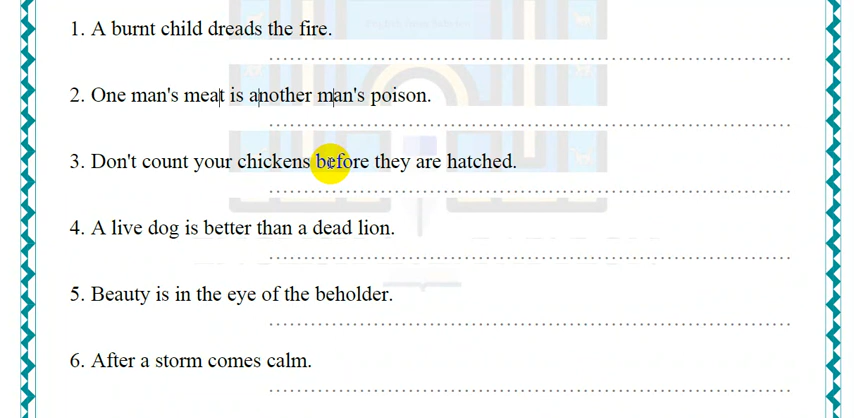 1. A burnt child dreads the fire.
2. One man's meat is another man's poison.
3. Don't count your chickens before they are hatched.
4. A live dog is better than a dead lion.
5. Beauty is in the eye of the beholder.
6. After a storm comes calm.